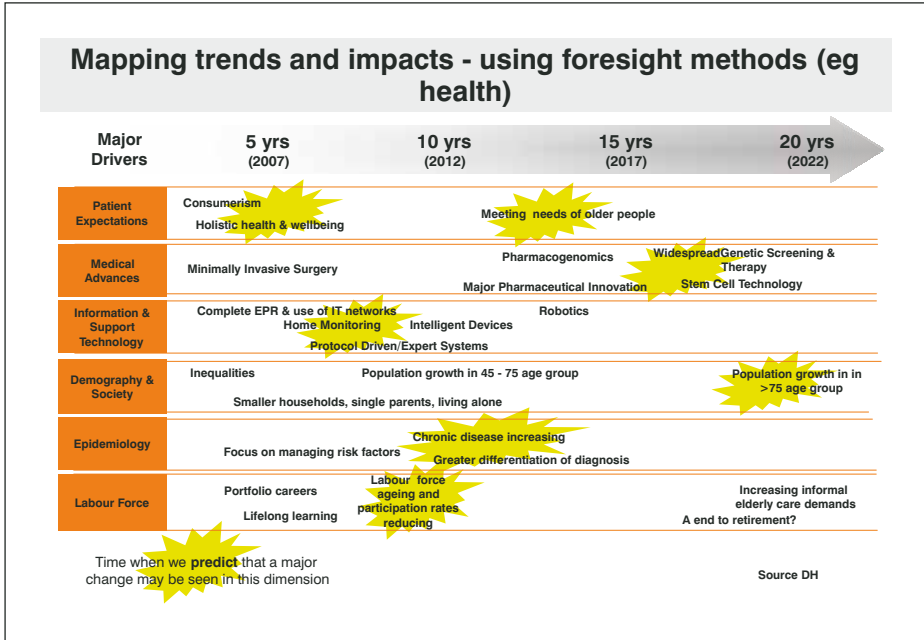 Mapping trends and impacts - using foresight methods (eg
health)
Major
Drivers
5 yrs
(2007)
10 yrs
(2012)
15 yrs
(2017)
20 yrs
(2022)
Patient
Expectations
Consumerism
Holistic health & wellbeing
Meeting needs of older people
Medical
Advances
Minimally Invasive Surgery
Pharmacogenomics
Major Pharmaceutical Innovation
WidespreadGenetic Screening &
Therapy
Stem Cell Technology
Information &
Support
Technology
Complete EPR & use of IT networks
Home Monitoring
Protocol Driven/Expert Systems
Intelligent Devices
Robotics
Demography &
Society
Inequalities
Smaller households, single parents, living alone
Population growth in 45 - 75 age group
Population growth in in
>75 age group
Epidemiology
Focus on managing risk factors
Chronic disease increasing
Greater differentiation of diagnosis
Labour Force
Portfolio careers
Lifelong learning
Labour force
ageing and
participation rates
reducing
Increasing informal
elderly care demands
A end to retirement?
Time when we predict that a major
change may be seen in this dimension
Source DH